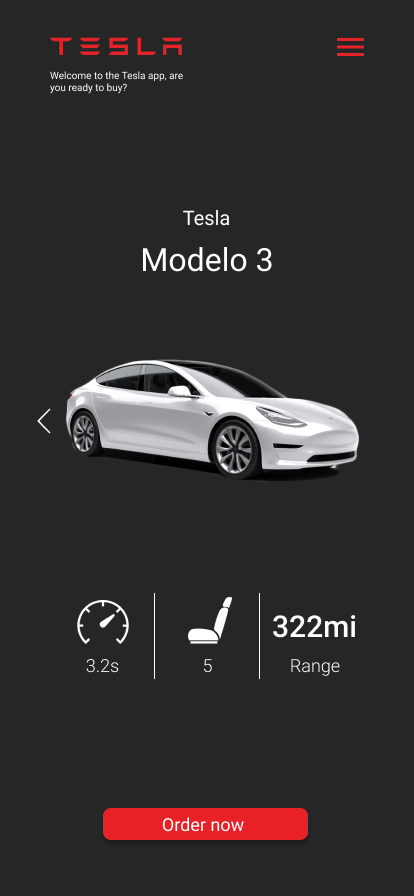 TESLA
Welcome to the Tesla app, are
you ready to buy?
Tesla
Modelo 3
322mi
3.2s
5
Range
Order now